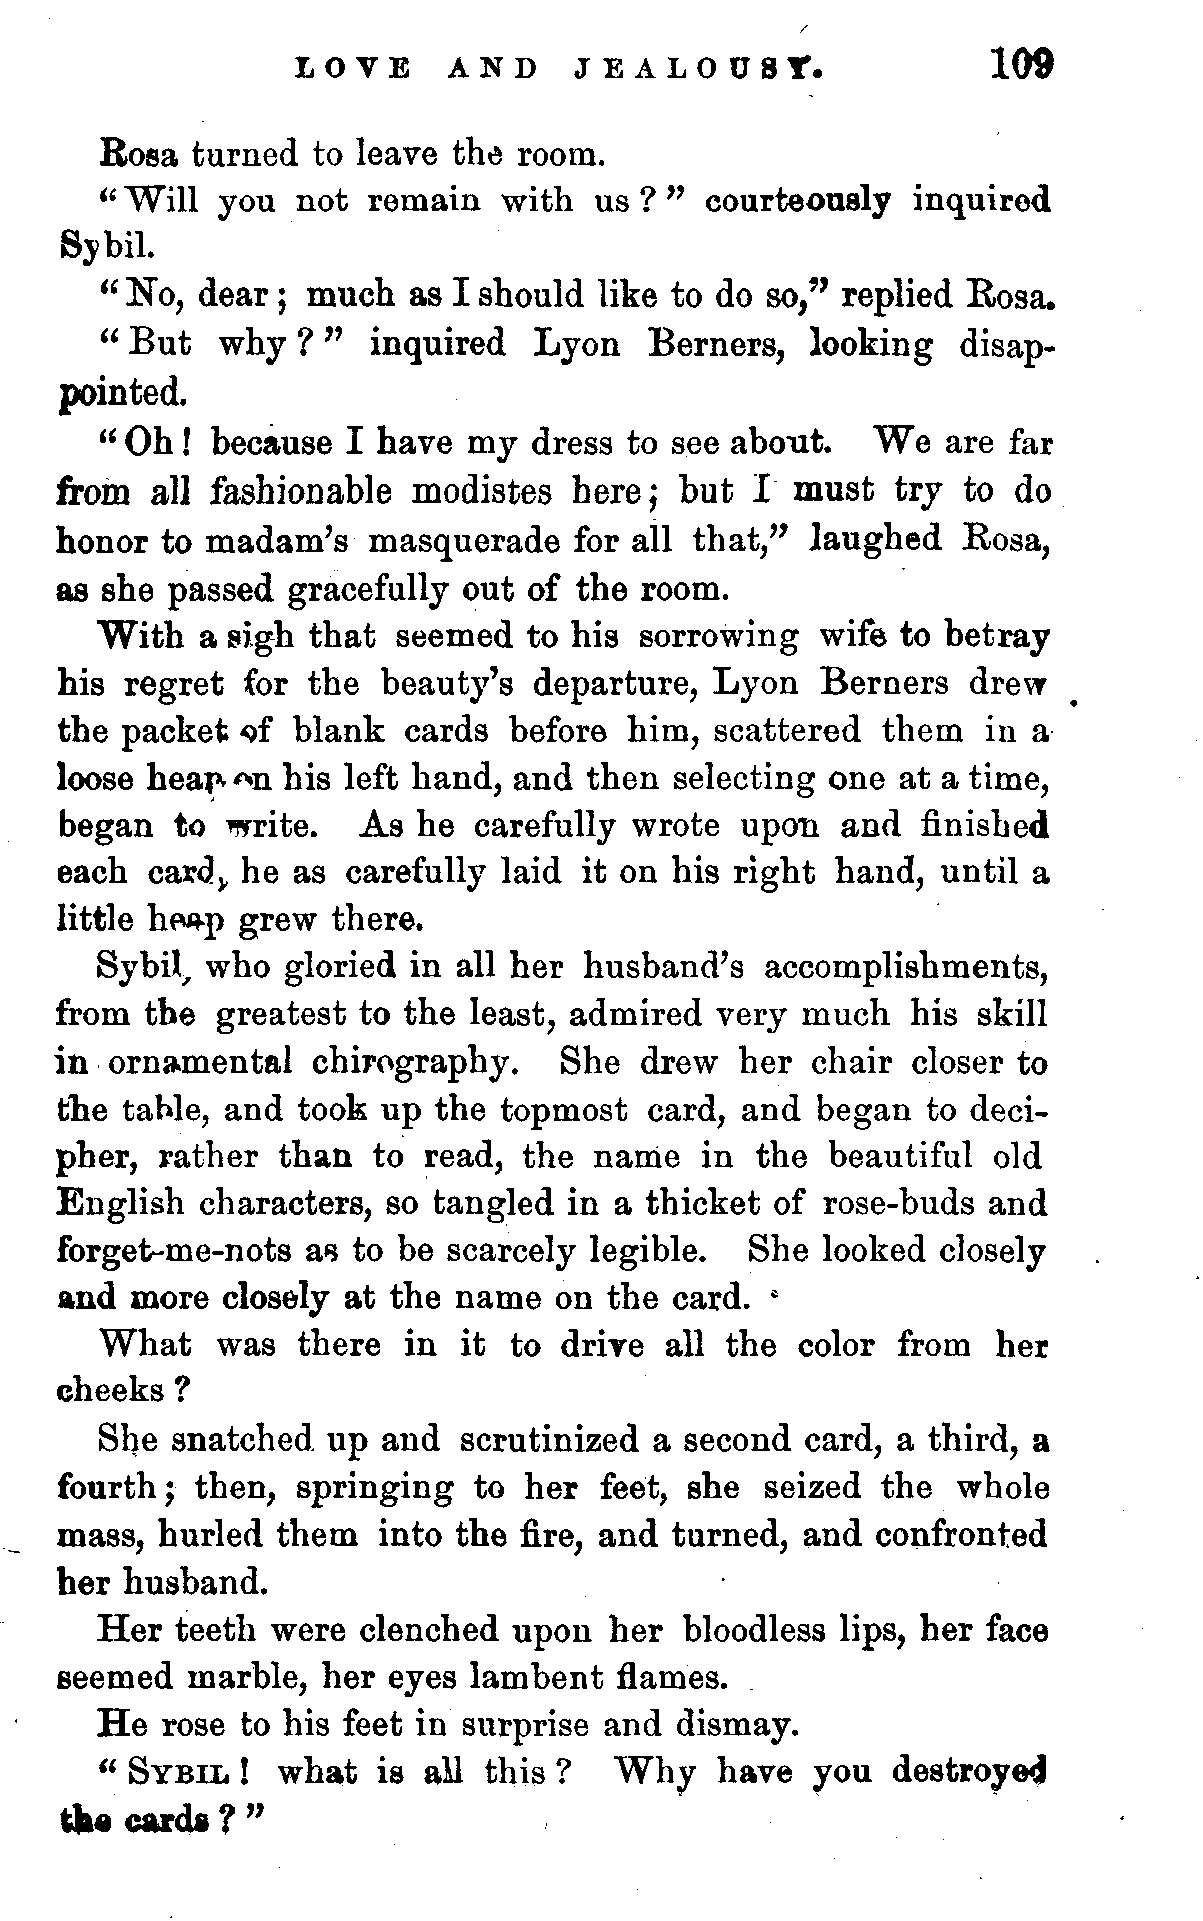 LOVE AND JEALOUSY. 109
Rosa turned to leave the room.
“Will you not remain with us?” courteously inquired
Sybil.
“No, dear; much as I should like to do so,” replied Rosa.
“But why?” inquired Lyon Berners, looking disap-
pointed.
“Oh! because I have my dress to see about. We are far
from all fashionable modistes here; but I must try to do
honor to madam’s masquerade for all that,” laughed Rosa,
as she passed gracefully out of the room.
With a sigh that seemed to his sorrowing wife to betray
his regret for the beauty’s departure, Lyon Berners drew
the packet of blank cards before him, scattered them in a
loose heap on his left hand, and then selecting one at a time,
began to write. As he carefully wrote upon and finished
each card, he as carefully laid it on his right hand, until a
little heap grew there.
Sybil, who gloried in all her husband’s accomplishments,
from the greatest to the least, admired very much his skill
in ornamental chirography. She drew her chair closer to
the table, and took up the topmost card, and began to deci-
pher, rather than to read, the name in the beautiful old
English characters, so tangled in a thicket of rose-buds and
forget-me-nots as to be scarcely legible. She looked closely
and more closely at the name on the card.
What was there in it to drive all the color from her
cheeks?
She snatched up and scrutinized a second card, a third, a
fourth; then, springing to her feet, she seized the whole
mass, hurled them into the fire, and turned, and confronted
her husband.
Her teeth were clenched upon her bloodless lips, her face
seemed marble, her eyes lambent flames.
He rose to his feet in surprise and dismay.
“SYBIL! what is all this? Why have you destroyed
the cards?”